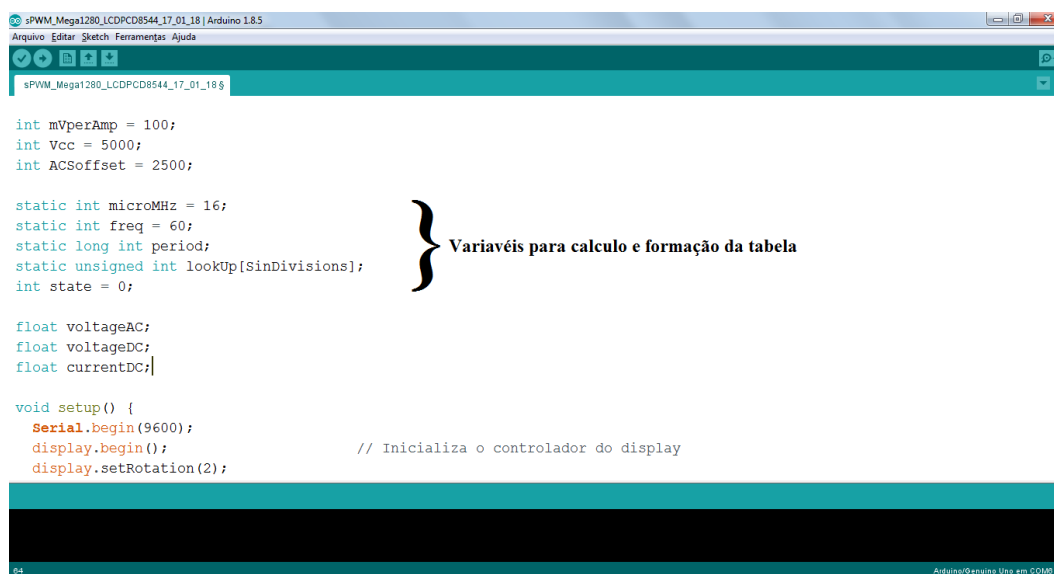 sPWM_Mega1280_LCDPCD8544_17_01_18 | Arduino 1.8.5
Arquivo Editar Sketch Ferramentas Ajuda
sPWM_Mega1280_LCDPCD8544_17_01_18 §
int mVperAmp = 100;
int Vcc = 5000;
int ACSoffset = 2500;
static int microMHz = 16;
static int freq = 60;
static long int period;
static unsigned int lookUp[SinDivisions];
int state = 0;
} Variavéis para calculo e formação da tabela
float voltageAC;
float voltageDC;
float currentDC;
void setup() {
Serial.begin(9600);
display.begin(); // Inicializa o controlador do display
display.setRotation(2);
64 Arduino/Genuino Uno em COM6